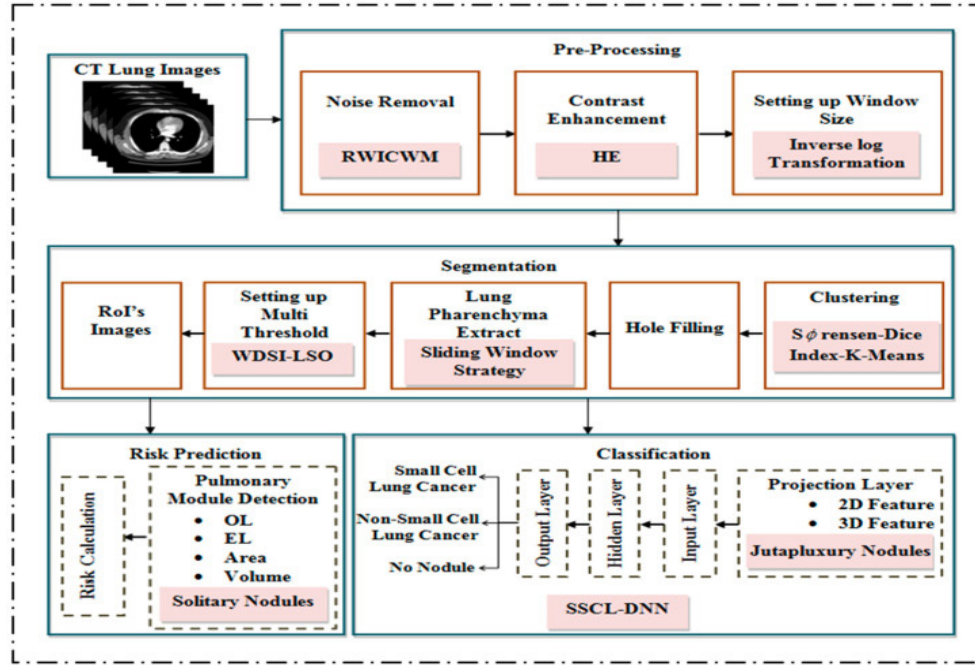 Pre-Processing
CT Lung Images
Noise Removal
RWICWM
Contrast
Enhancement
HE
Setting up Window
Size
Inverse log
Transformation
Segmentation
RoI's
Images
Setting up
Multi
Threshold
WDSI-LSO
Lung
Pharenchyma
Extract
Sliding Window
Strategy
Hole Filling
Clustering
Sϕrensen-Dice
Index-K-Means
Risk Prediction
Risk Calculation
Pulmonary
Module Detection
• OL
• EL
• Area
• Volume
Solitary Nodules
Classification
Small Cell
Lung Cancer
Non-Small Cell
Lung Cancer
No Nodule
Output Layer
Hidden Layer
Input Layer
Projection Layer
• 2D Feature
• 3D Feature
Jutapluxury Nodules
SSCL-DNN